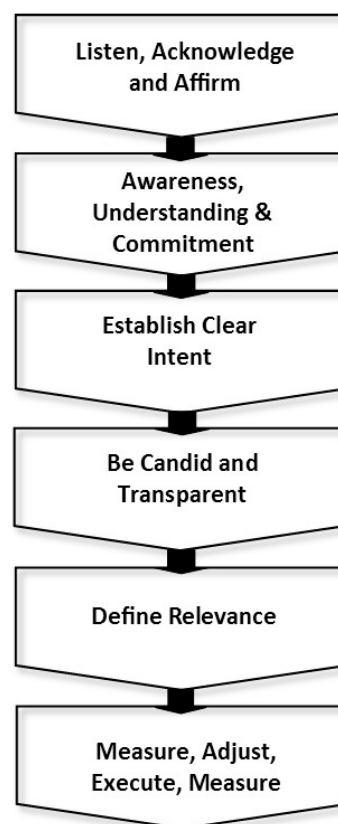 Listen, Acknowledge
and Affirm
Awareness,
Understanding &
Commitment
Establish Clear
Intent
Be Candid and
Transparent
Define Relevance
Measure, Adjust,
Execute, Measure